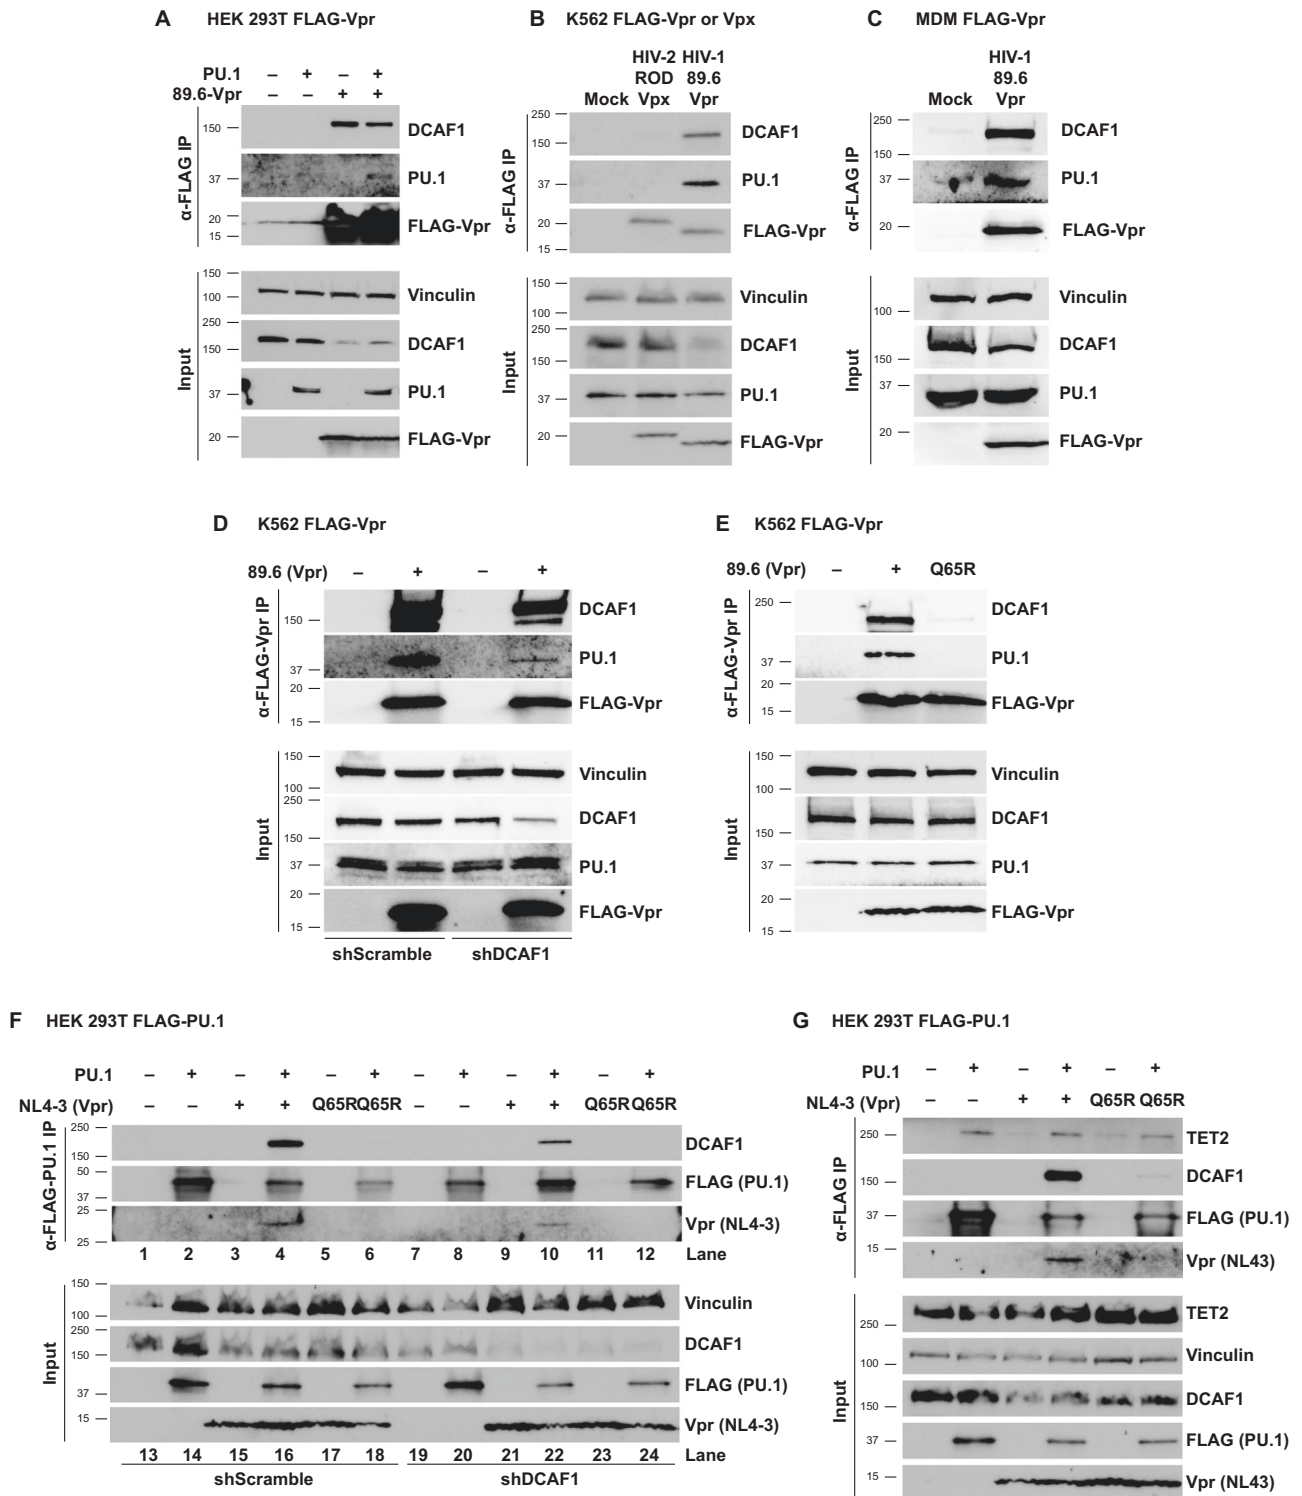 A HEK 293T FLAG-Vpr
PU.1 – + – +
89.6-Vpr – – + +
α-FLAG IP
150 DCAF1
37 PU.1
20
15
FLAG-Vpr
Input
150
100
Vinculin
250
150
DCAF1
37 PU.1
20 FLAG-Vpr
B K562 FLAG-Vpr or Vpx
HIV-2 HIV-1
ROD 89.6
Mock Vpx Vpr
α-FLAG IP
250
150
DCAF1
37 PU.1
20
15
FLAG-Vpr
Input
150
100
Vinculin
250
150
DCAF1
37 PU.1
20 FLAG-Vpr
C MDM FLAG-Vpr
HIV-1
89.6
Mock Vpr
α-FLAG IP
250
150
DCAF1
37 PU.1
20 FLAG-Vpr
Input
100 Vinculin
150 DCAF1
37 PU.1
20 FLAG-Vpr
D K562 FLAG-Vpr
89.6 (Vpr) – + – +
α-FLAG-Vpr IP
150 DCAF1
37 PU.1
20
15
FLAG-Vpr
Input
150
100
Vinculin
250
150
DCAF1
37 PU.1
20
15
FLAG-Vpr
shScramble shDCAF1
E K562 FLAG-Vpr
89.6 (Vpr) – + Q65R
α-FLAG-Vpr IP
250 DCAF1
37 PU.1
20
15
FLAG-Vpr
Input
150
100
Vinculin
150 DCAF1
37 PU.1
20
15
FLAG-Vpr
F HEK 293T FLAG-PU.1
PU.1 – + – + – + – + – + – +
NL4-3 (Vpr) – – + + Q65R Q65R – – + + Q65R Q65R
α-FLAG-PU.1 IP
250
150
DCAF1
50
37
FLAG (PU.1)
25
25
Vpr (NL4-3)
1 2 3 4 5 6 7 8 9 10 11 12 Lane
Input
150
100
Vinculin
250
150
DCAF1
37 FLAG (PU.1)
15 Vpr (NL4-3)
13 14 15 16 17 18 19 20 21 22 23 24 Lane
shScramble shDCAF1
G HEK 293T FLAG-PU.1
PU.1 – + – + – +
NL4-3 (Vpr) – – + + Q65R Q65R
α-FLAG IP
250 TET2
150 DCAF1
37 FLAG (PU.1)
15 Vpr (NL43)
Input
250 TET2
100 Vinculin
150 DCAF1
37 FLAG (PU.1)
15 Vpr (NL43)